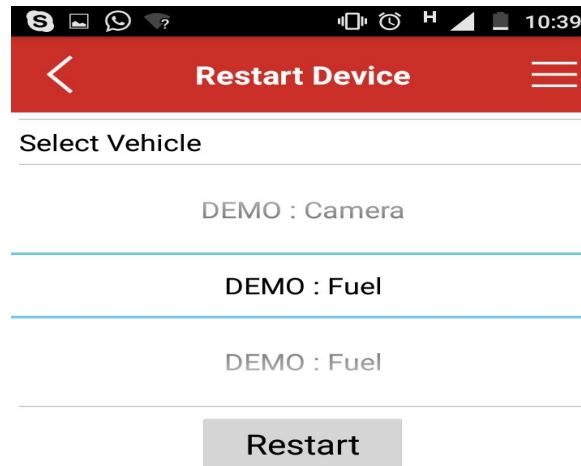 H 10:39
Restart Device
Select Vehicle
DEMO : Camera
DEMO : Fuel
DEMO : Fuel
Restart